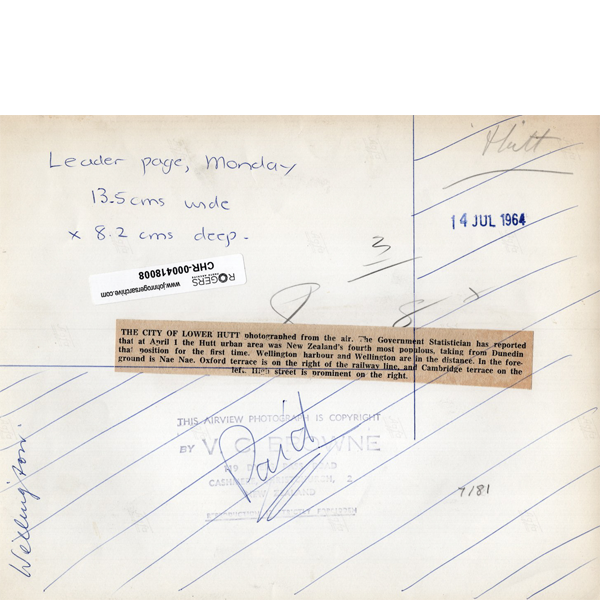 Hutt
Leader page, Monday
13.5cms wide
x 8.2 cms deep.
14 JUL 1964
3
ROGERS
CHR-000418008
www.johnrogersarchive.com
8
THE CITY OF LOWER HUTT photographed from the air. The Government Statistician has reported
that at April 1 the Hutt urban area was New Zealand's fourth most populous, taking from Dunedin
that position for the first time. Wellington harbour and Wellington are in the distance. In the fore-
ground is Nae Nae. Oxford terrace is on the right of the railway line, and Cambridge terrace on the
left. High street is prominent on the right.
THIS AIRVIEW PHOTOGRAPH IS COPYRIGHT
BY V. C. BROWNE
Paid
7/81
Wellington